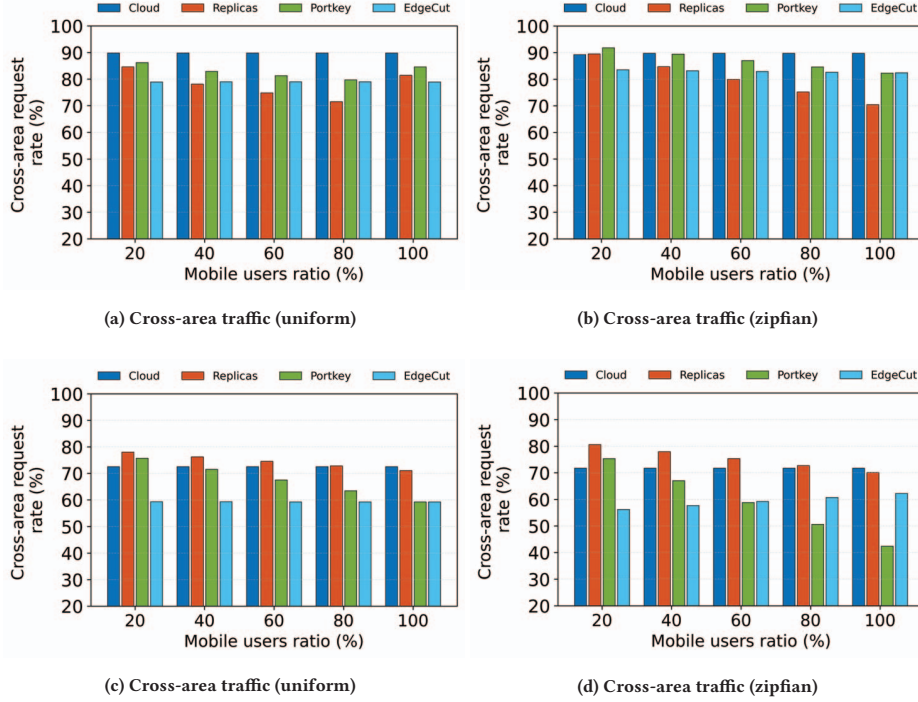 Cloud Replicas Portkey EdgeCut
100
90
80
70
60
50
40
30
20
Cross-area request
rate (%)
20 40 60 80 100
Mobile users ratio (%)
(a) Cross-area traffic (uniform)
Cloud Replicas Portkey EdgeCut
100
90
80
70
60
50
40
30
20
Cross-area request
rate (%)
20 40 60 80 100
Mobile users ratio (%)
(b) Cross-area traffic (zipfian)
Cloud Replicas Portkey EdgeCut
100
90
80
70
60
50
40
30
20
Cross-area request
rate (%)
20 40 60 80 100
Mobile users ratio (%)
(c) Cross-area traffic (uniform)
Cloud Replicas Portkey EdgeCut
100
90
80
70
60
50
40
30
20
Cross-area request
rate (%)
20 40 60 80 100
Mobile users ratio (%)
(d) Cross-area traffic (zipfian)